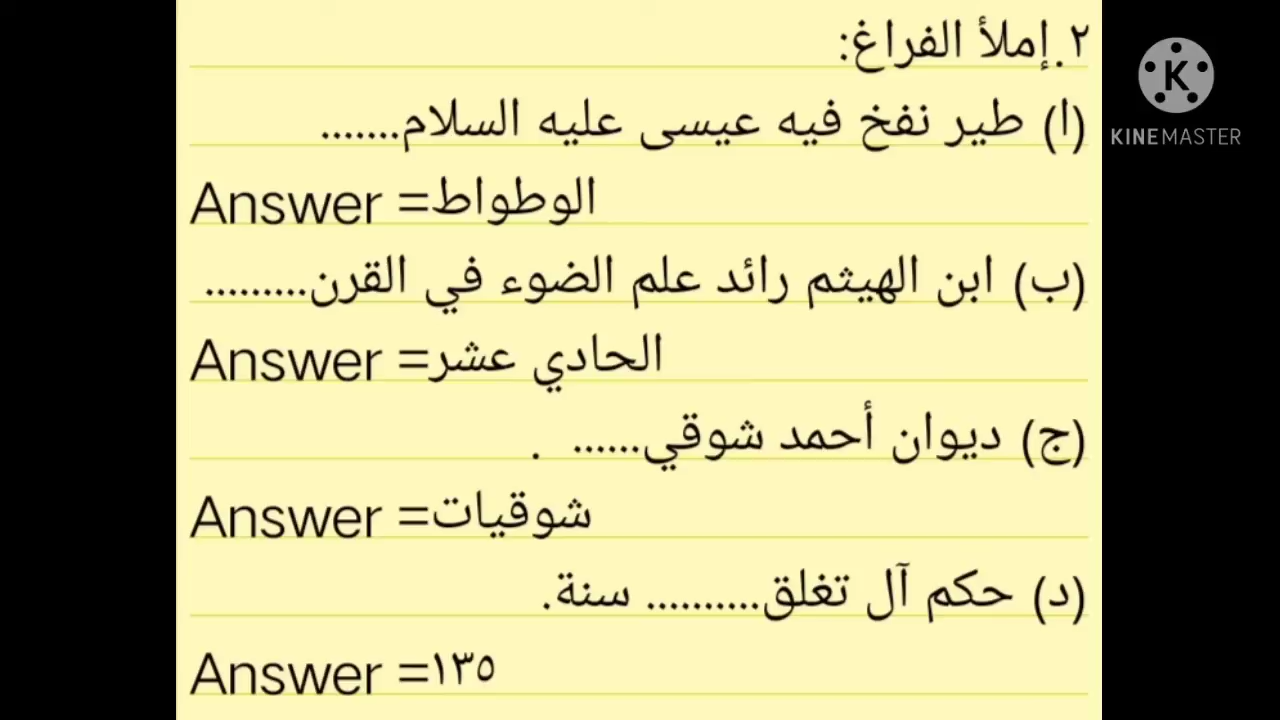 ٢.إملأ الفراغ:
(ا) طير نفخ فيه عيسى عليه السلام.......
Answer =الوطواط
(ب) ابن الهيثم رائد علم الضوء في القرن.........
Answer =الحادي عشر
(ج) ديوان أحمد شوقي...... .
Answer =شوقيات
(د) حكم آل تغلق.......... سنة.
Answer =١٣٥
K
KINEMASTER